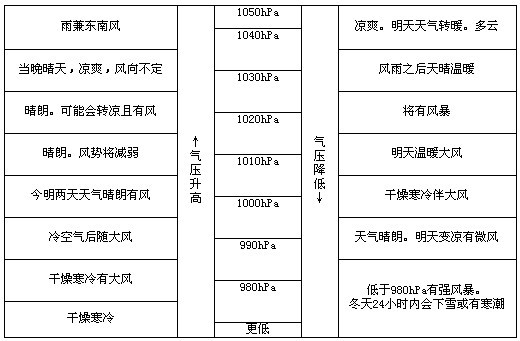 雨兼东南风
当晚晴天，凉爽，风向不定
晴朗。可能会转凉且有风
晴朗。风势将减弱
今明两天天气晴朗有风
冷空气后随大风
干燥寒冷有大风
干燥寒冷
↑气压升高
1050hPa
1040hPa
1030hPa
1020hPa
1010hPa
1000hPa
990hPa
980hPa
更低
气压降低↓
凉爽。明天天气转暖。多云
风雨之后天晴温暖
将有风暴
明天温暖大风
干燥寒冷伴大风
天气晴朗。明天变凉有微风
低于980hPa有强风暴。
冬天24小时内会下雪或有寒潮